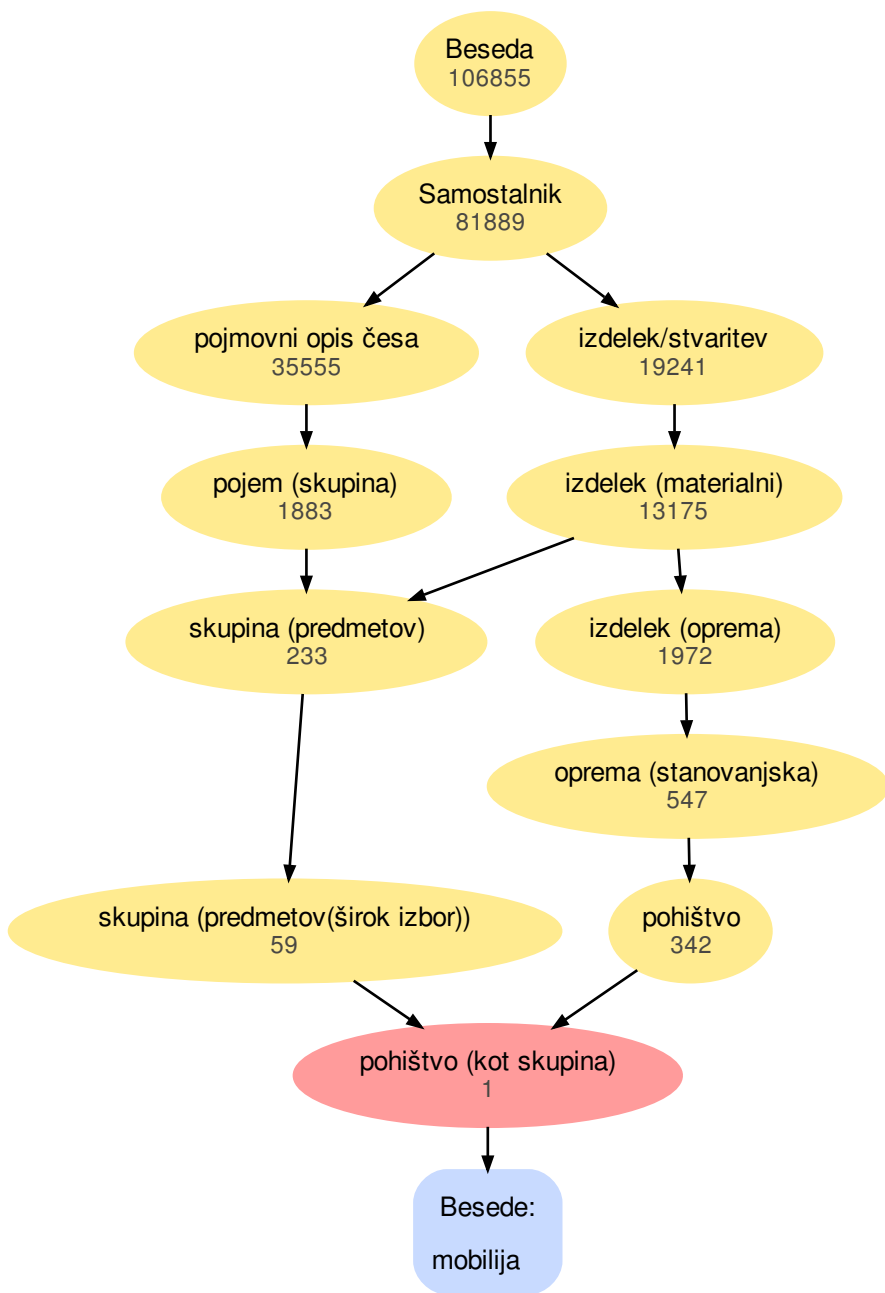 Beseda
106855
Samostalnik
81889
pojmovni opis česa
35555
izdelek/stvaritev
19241
pojem (skupina)
1883
izdelek (materialni)
13175
skupina (predmetov)
233
izdelek (oprema)
1972
oprema (stanovanjska)
547
skupina (predmetov(širok izbor))
59
pohištvo
342
pohištvo (kot skupina)
1
Besede:
mobilija